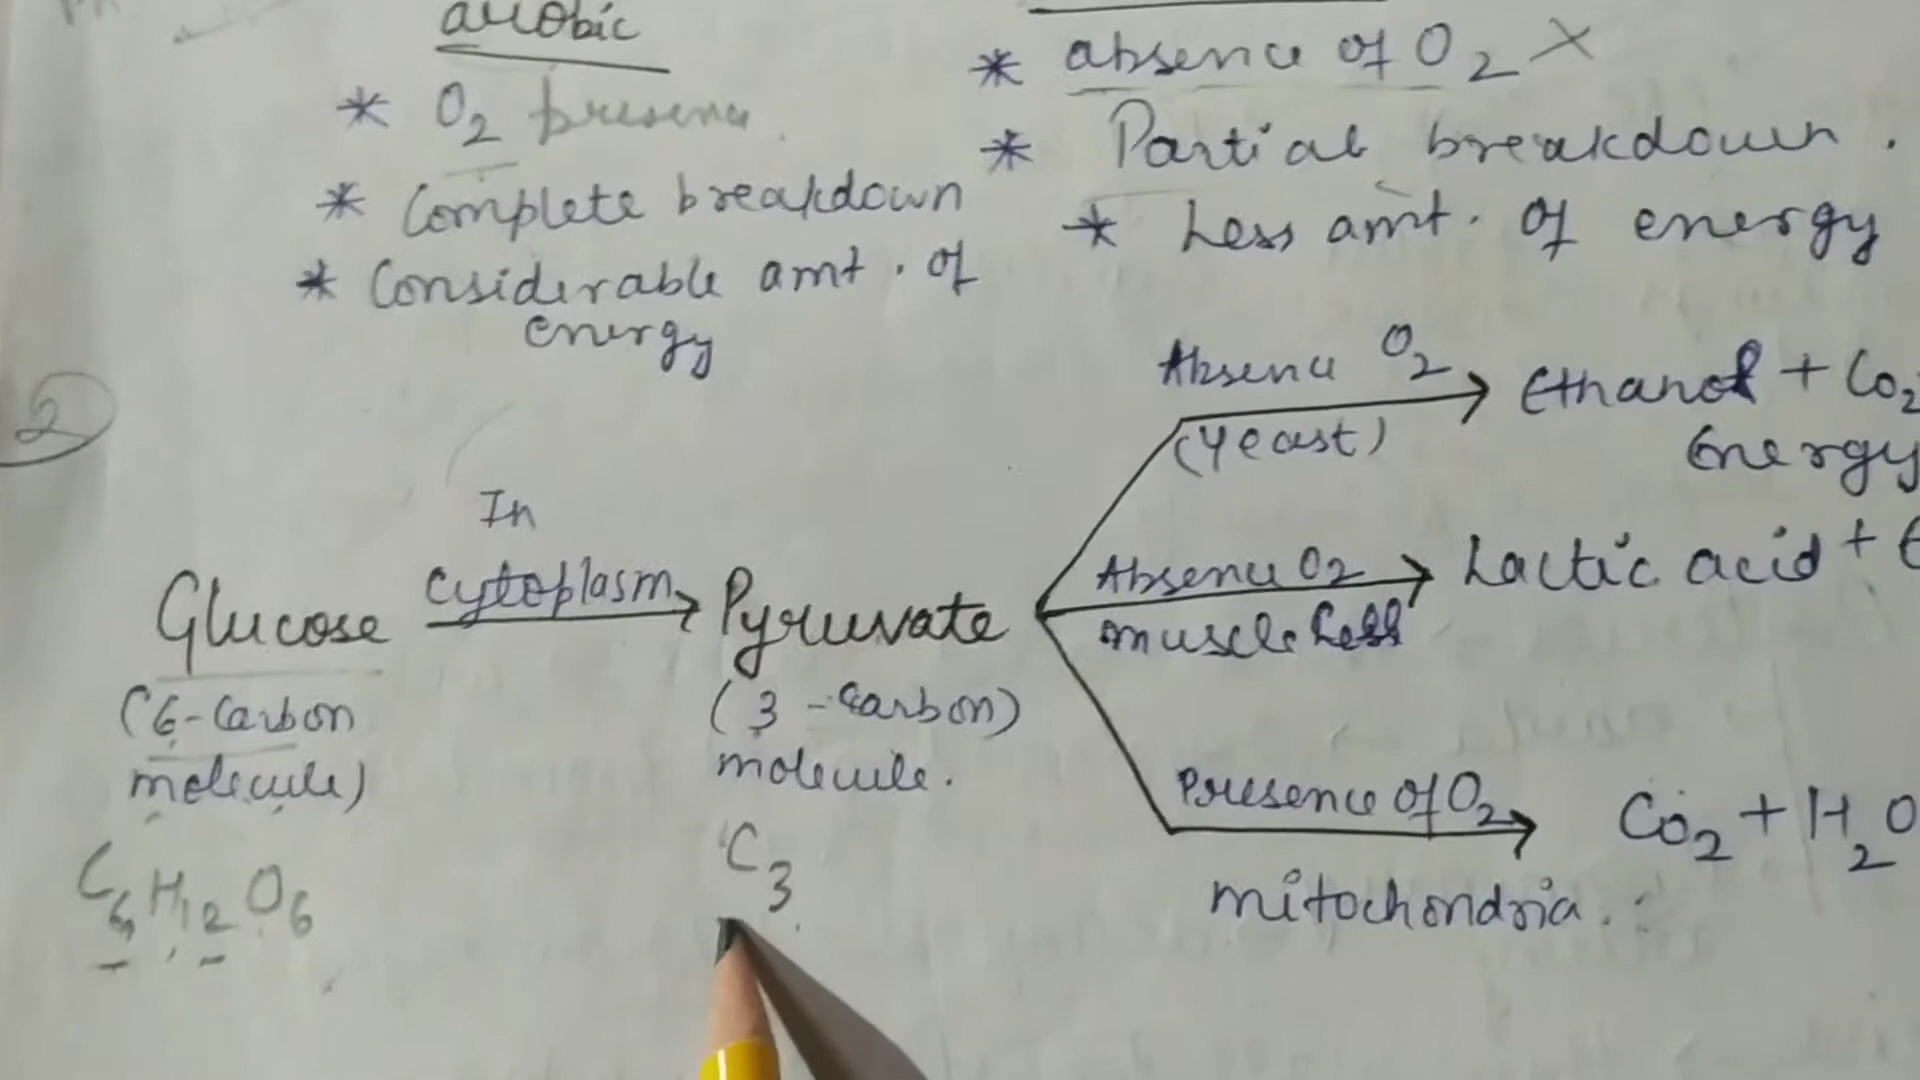 aerobic
* O2 presence
* Complete breakdown
* Considerable amt. of
energy
* absence of O2 X
* Partial breakdown.
* Less amt. of energy
2
Glucose
(6-Carbon
molecule)
C6H12O6
In
cytoplasm
Pyruvate
(3-carbon)
molecule.
C3
Absence O2
(Yeast)
Ethanol + Co2
Energy
Absence O2
muscle
Lactic acid + E
Presence of O2
mitochondria.
Co2 + H2O